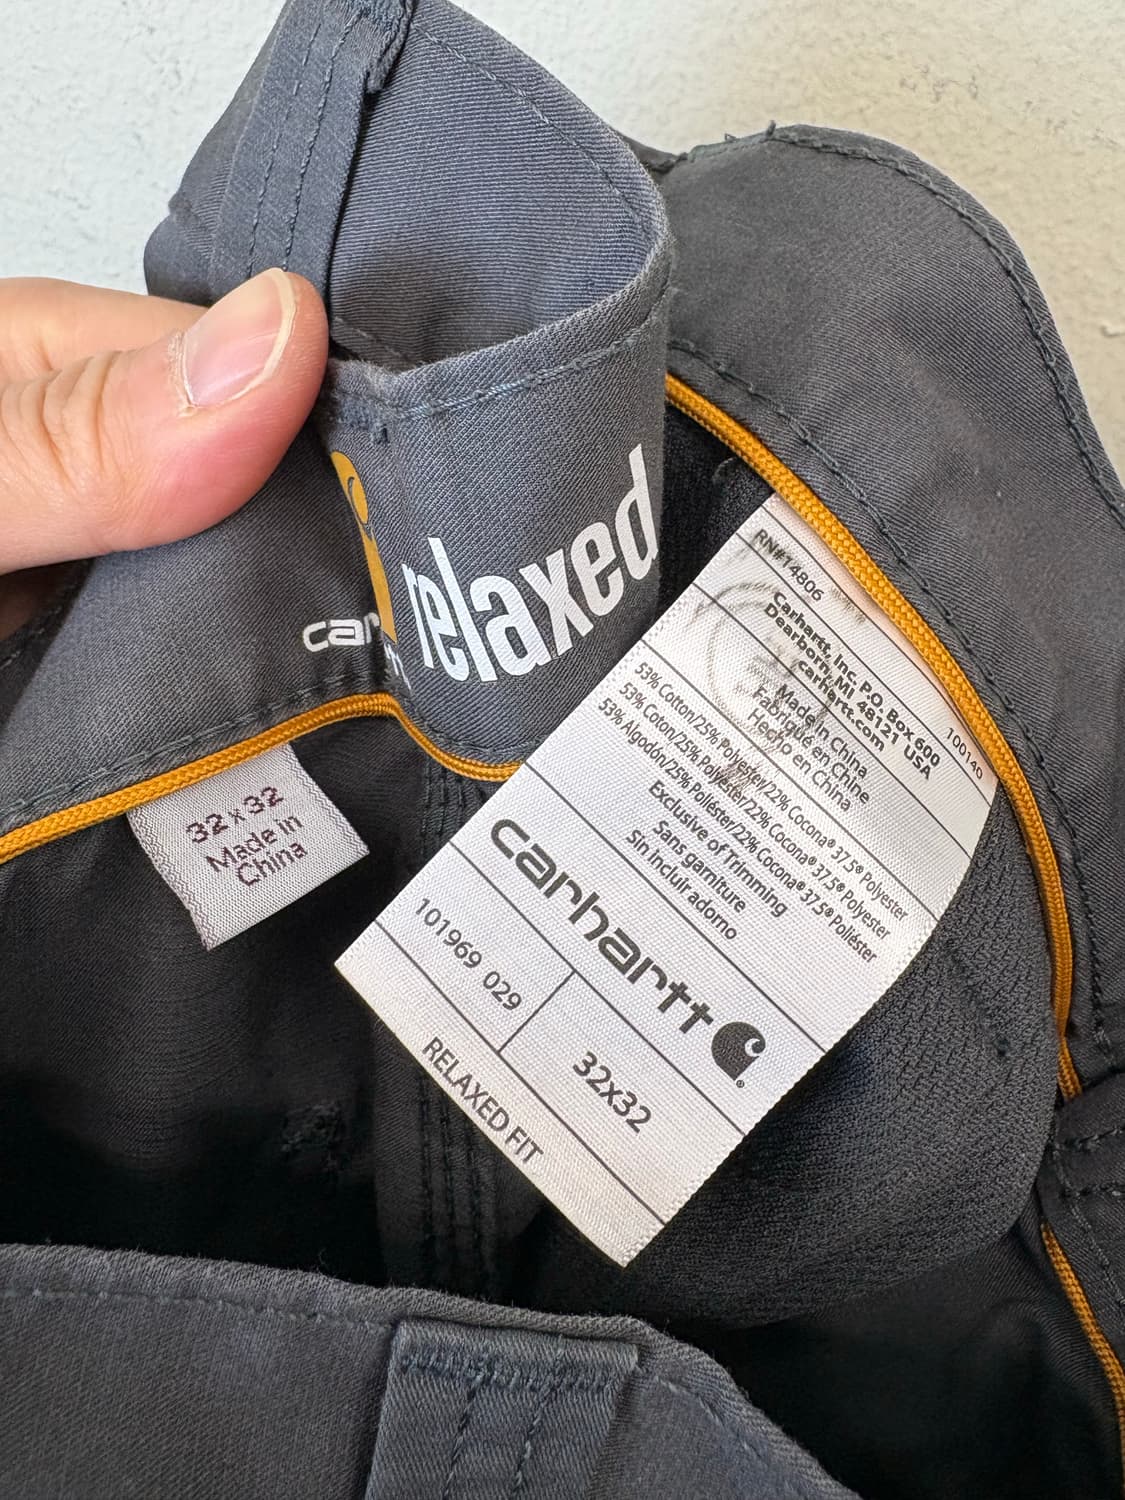 carhartt
relaxed
32 x 32
Made in
China
RN#14806
100140
Carhartt, Inc. P.O. Box 600
Dearborn, MI 48121 USA
carhartt.com
Made in China
Fabriqué en Chine
Hecho en China
53% Cotton/25% Polyester/22% Cocona® 37.5® Polyester
53% Coton/25% Polyester/22% Cocona® 37.5® Polyester
53% Algodón/25% Poliéster/22% Cocona® 37.5® Poliéster
Exclusive of Trimming
Sans garniture
Sin Incluir adorno
carhartt
101969 029
32x32
RELAXED FIT